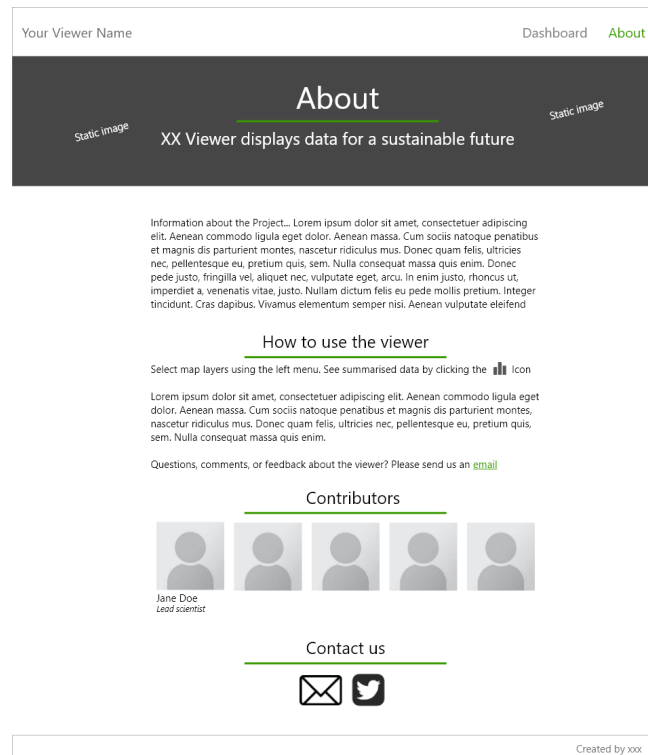 Your Viewer Name
Dashboard About
About
Static image
Static image
XX Viewer displays data for a sustainable future
Information about the Project... Lorem ipsum dolor sit amet, consectetuer adipiscing
elit. Aenean commodo ligula eget dolor. Aenean massa. Cum sociis natoque penatibus
et magnis dis parturient montes, nascetur ridiculus mus. Donec quam felis, ultricies
nec, pellentesque eu, pretium quis, sem. Nulla consequat massa quis enim. Donec
pede justo, fringilla vel, aliquet nec, vulputate eget, arcu. In enim justo, rhoncus ut,
imperdiet a, venenatis vitae, justo. Nullam dictum felis eu pede mollis pretium. Integer
tincidunt. Cras dapibus. Vivamus elementum semper nisi. Aenean vulputate eleifend
How to use the viewer
Select map layers using the left menu. See summarised data by clicking the Icon
Lorem ipsum dolor sit amet, consectetuer adipiscing elit. Aenean commodo ligula eget
dolor. Aenean massa. Cum sociis natoque penatibus et magnis dis parturient montes,
nascetur ridiculus mus. Donec quam felis, ultricies nec, pellentesque eu, pretium quis,
sem. Nulla consequat massa quis enim.
Questions, comments, or feedback about the viewer? Please send us an email
Contributors
Jane Doe
Lead scientist
Contact us
Created by xxx